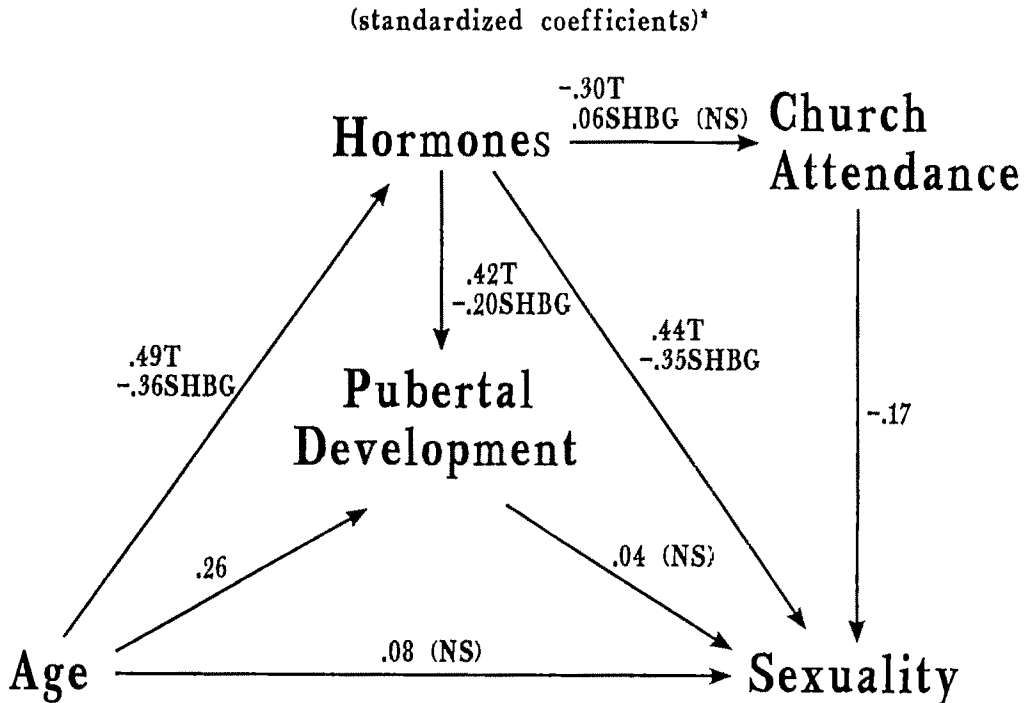 (standardized coefficients)*
-.30T
.06SHBG (NS)
Church
Attendance
Hormones
.42T
-.20SHBG
.44T
-.35SHBG
.49T
-.36SHBG
Pubertal
Development
-.17
.26
.04 (NS)
.08 (NS)
Age
Sexuality